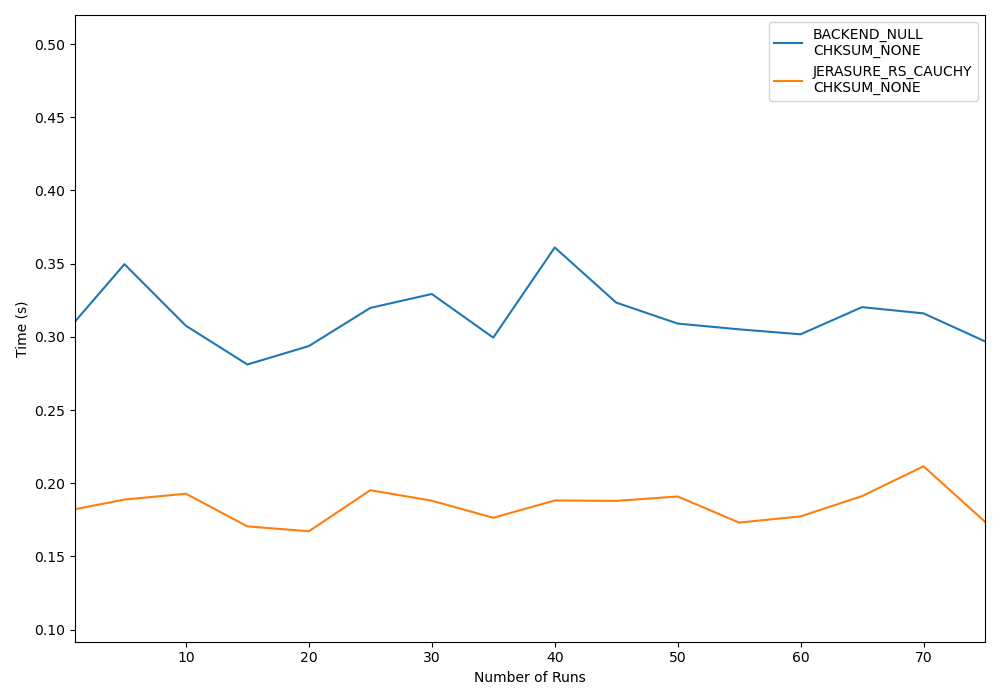 BACKEND_NULL
CHKSUM_NONE
JERASURE_RS_CAUCHY
CHKSUM_NONE
0.50
0.45
0.40
0.35
0.30
0.25
0.20
0.15
0.10
Time (s)
10 20 30 40 50 60 70
Number of Runs